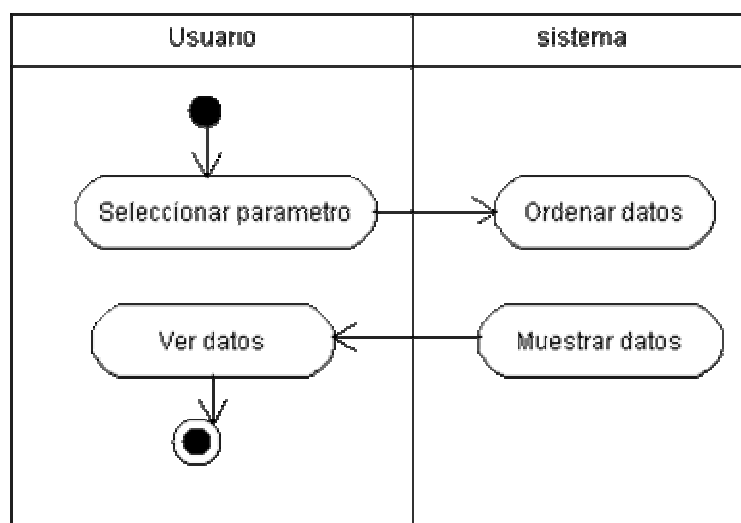 Usuario
sistema
Seleccionar parametro
Ordenar datos
Ver datos
Muestrar datos